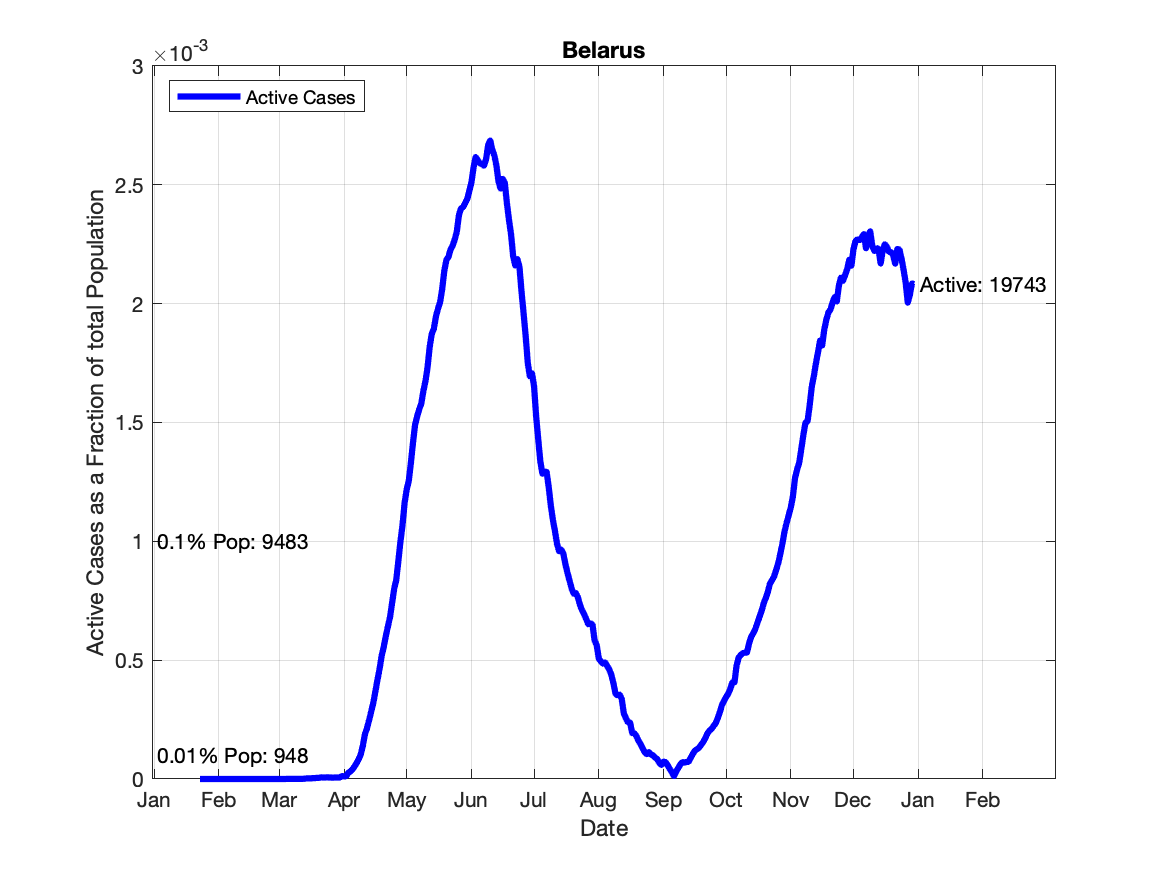 Belarus
×10-3
Active Cases
3
2.5
2
1.5
1
0.5
0
Active Cases as a Fraction of total Population
Active: 19743
0.1% Pop: 9483
0.01% Pop: 948
Jan Feb Mar Apr May Jun Jul Aug Sep Oct Nov Dec Jan Feb
Date